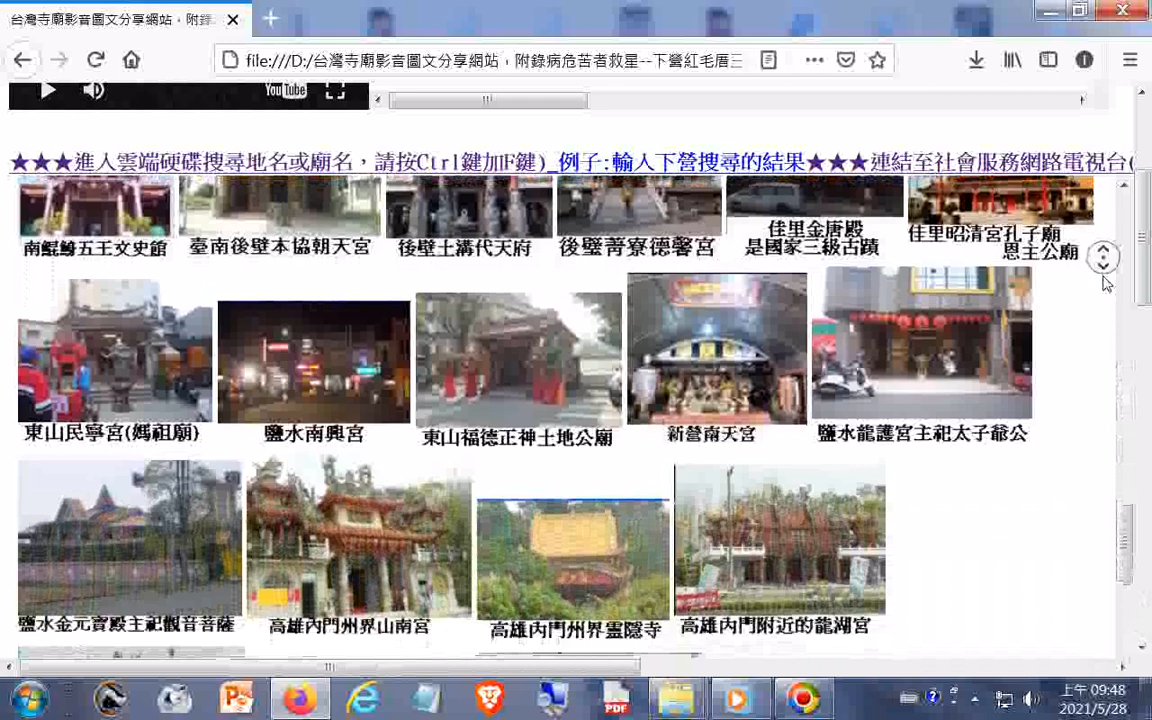 台灣寺廟影音圖文分享網站，附錄
file:///D:/台灣寺廟影音圖文分享網站，附錄病危苦者救星--下營紅毛厝三
YouTube
★★★進入雲端硬碟搜尋地名或廟名，請按Ctrl鍵加F鍵)_例子:輸入下營搜尋的結果★★★連結至社會服務網路電視台(
南鯤鯓五王文史館
臺南後壁本協朝天宮
後壁土溝代天府
後壁菁寮德馨宮
佳里金唐殿
是國家三級古蹟
佳里昭清宮孔子廟
恩主公廟
東山民寧宮(媽祖廟)
鹽水南興宮
東山福德正神土地公廟
新營南天宮
鹽水龍護宮主祀太子爺公
鹽水金元寶殿主祀觀音菩薩
高雄內門州界山南宮
高雄內門州界靈隱寺
高雄內門附近的龍湖宮
PDF
上午 09:48
2021/5/28